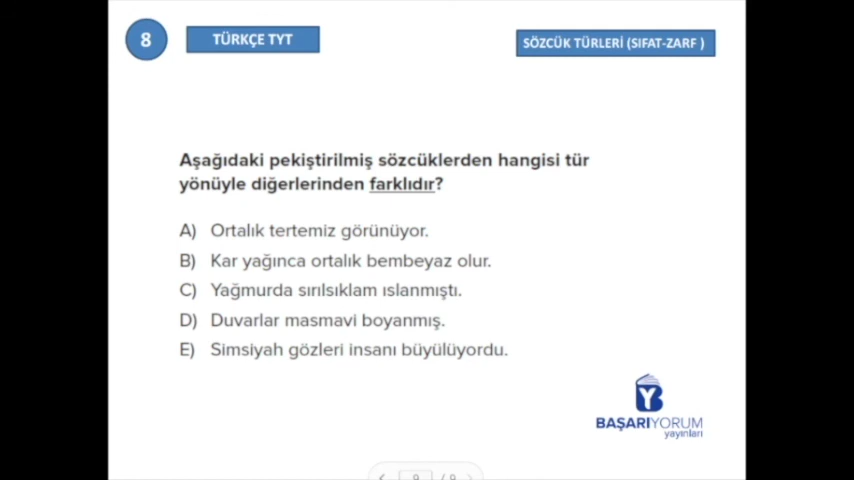 8
TÜRKÇE TYT
SÖZCÜK TÜRLERİ (SIFAT-ZARF )
Aşağıdaki pekiştirilmiş sözcüklerden hangisi tür
yönüyle diğerlerinden farklıdır?
A) Ortalık tertemiz görünüyor.
B) Kar yağınca ortalık bembeyaz olur.
C) Yağmurda sırılsıklam ıslanmıştı.
D) Duvarlar masmavi boyanmış.
E) Simsiyah gözleri insanı büyülüyordu.
BAŞARIYORUM
yayınları